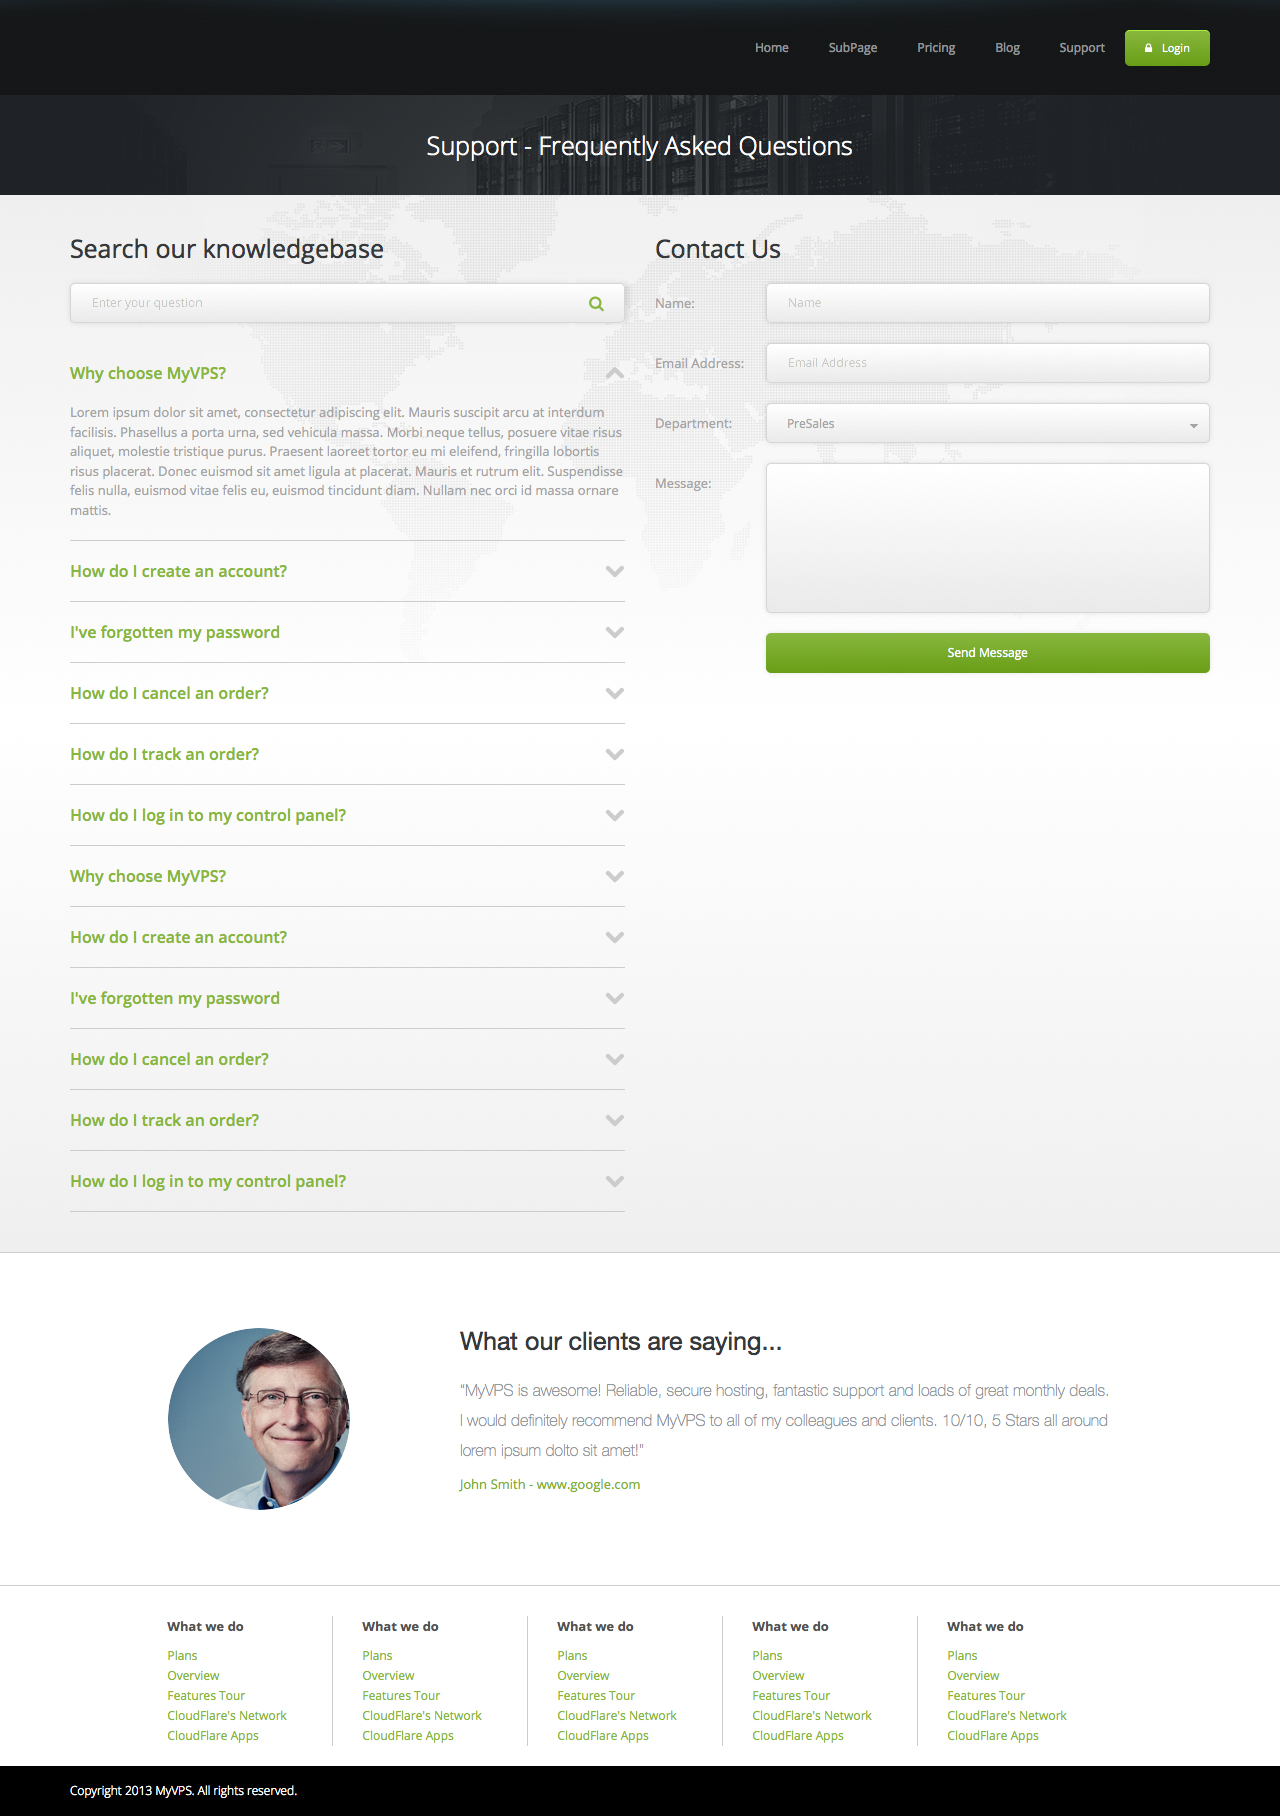 Home SubPage Pricing Blog Support Login
Support - Frequently Asked Questions
Search our knowledgebase
Enter your question
Why choose MyVPS?
Lorem ipsum dolor sit amet, consectetur adipiscing elit. Mauris suscipit arcu at interdum
facilisis. Phasellus a porta urna, sed vehicula massa. Morbi neque tellus, posuere vitae risus
aliquet, molestie tristique purus. Praesent laoreet tortor eu mi eleifend, fringilla lobortis
risus placerat. Donec euismod sit amet ligula at placerat. Mauris et rutrum elit. Suspendisse
felis nulla, euismod vitae felis eu, euismod tincidunt diam. Nullam nec orci id massa ornare
mattis.
How do I create an account?
I've forgotten my password
How do I cancel an order?
How do I track an order?
How do I log in to my control panel?
Why choose MyVPS?
How do I create an account?
I've forgotten my password
How do I cancel an order?
How do I track an order?
How do I log in to my control panel?
Contact Us
Name: Name
Email Address: Email Address
Department: PreSales
Message:
Send Message
What our clients are saying...
“MyVPS is awesome! Reliable, secure hosting, fantastic support and loads of great monthly deals.
I would definitely recommend MyVPS to all of my colleagues and clients. 10/10, 5 Stars all around
lorem ipsum dolto sit amet!”
John Smith - www.google.com
What we do
Plans
Overview
Features Tour
CloudFlare's Network
CloudFlare Apps
What we do
Plans
Overview
Features Tour
CloudFlare's Network
CloudFlare Apps
What we do
Plans
Overview
Features Tour
CloudFlare's Network
CloudFlare Apps
What we do
Plans
Overview
Features Tour
CloudFlare's Network
CloudFlare Apps
What we do
Plans
Overview
Features Tour
CloudFlare's Network
CloudFlare Apps
Copyright 2013 MyVPS. All rights reserved.